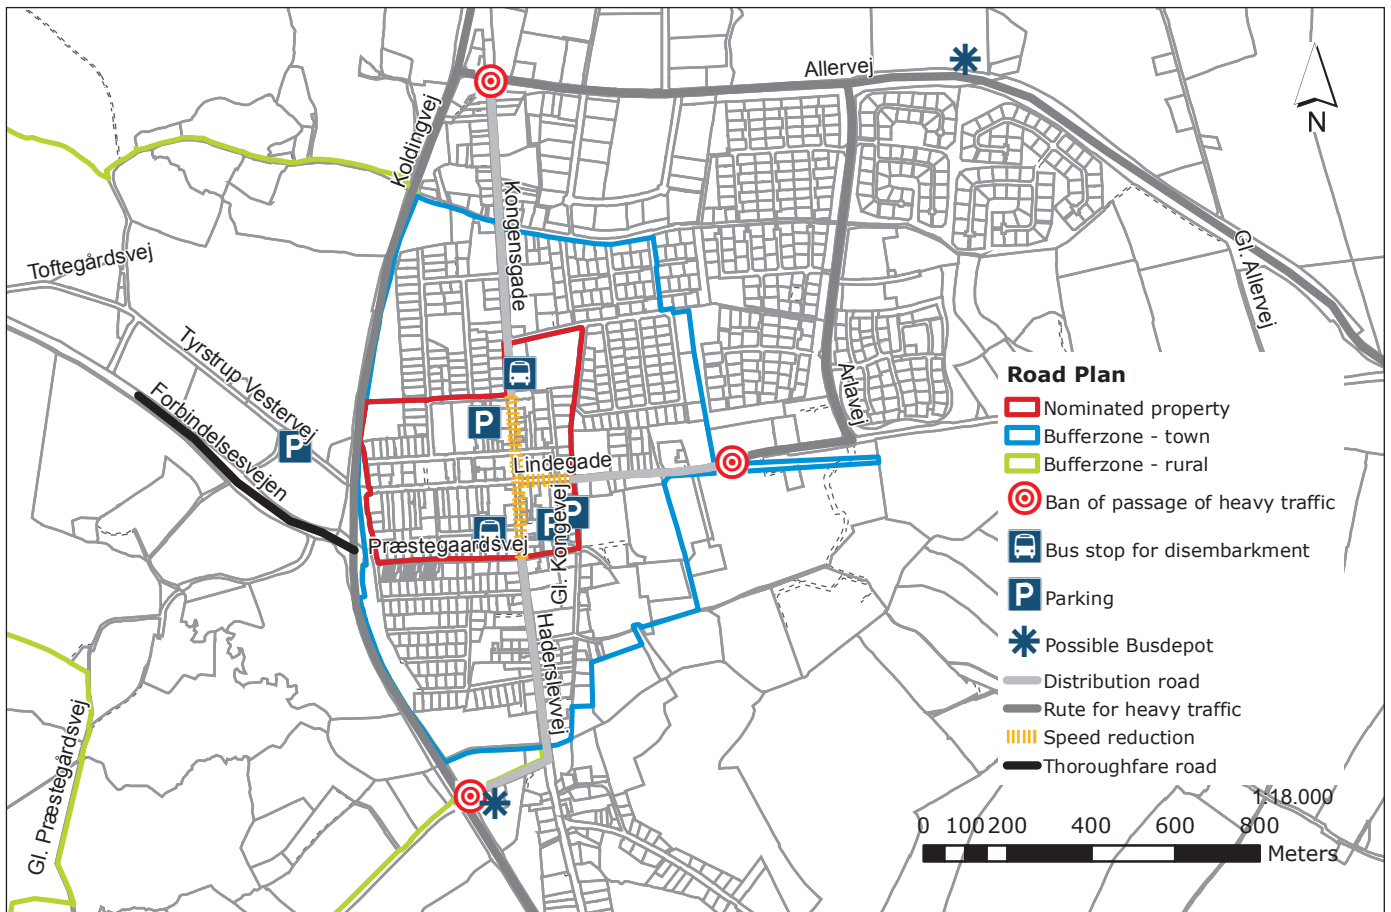 Allervej
N
Koldingvej
Kongensgade
Toftegårdsvej
Gl. Allervej
Tyrstrup Vestervej
Forbindelsesvejen
P
P
Arlavej
Lindegade
P
P
Præstegaardsvej
Gl. Kongevej
Haderslevvej
Gl. Præstegårdsvej
Road Plan
Nominated property
Bufferzone - town
Bufferzone - rural
Ban of passage of heavy traffic
Bus stop for disembarkment
P Parking
Possible Busdepot
Distribution road
Rute for heavy traffic
Speed reduction
Thoroughfare road
1:18.000
0 100 200 400 600 800
Meters